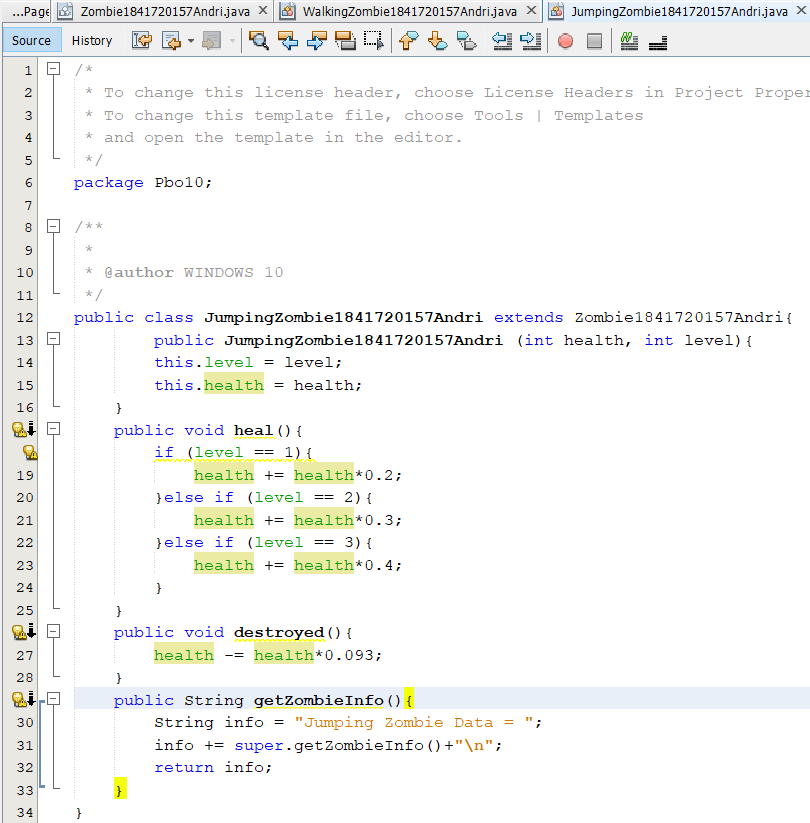 ...Page Zombie1841720157Andri.java WalkingZombie1841720157Andri.java JumpingZombie1841720157Andri.java
Source History
1 /*
2 * To change this license header, choose License Headers in Project Proper
3 * To change this template file, choose Tools | Templates
4 * and open the template in the editor.
5 */
6 package Pbo10;
7
8 /**
9 *
10 * @author WINDOWS 10
11 */
12 public class JumpingZombie1841720157Andri extends Zombie1841720157Andri{
13 public JumpingZombie1841720157Andri (int health, int level){
14 this.level = level;
15 this.health = health;
16 }
public void heal(){
if (level == 1){
19 health += health*0.2;
20 }else if (level == 2){
21 health += health*0.3;
22 }else if (level == 3){
23 health += health*0.4;
24 }
25 }
public void destroyed(){
27 health -= health*0.093;
28 }
public String getZombieInfo(){
30 String info = "Jumping Zombie Data = ";
31 info += super.getZombieInfo()+"\n";
32 return info;
33 }
34 }